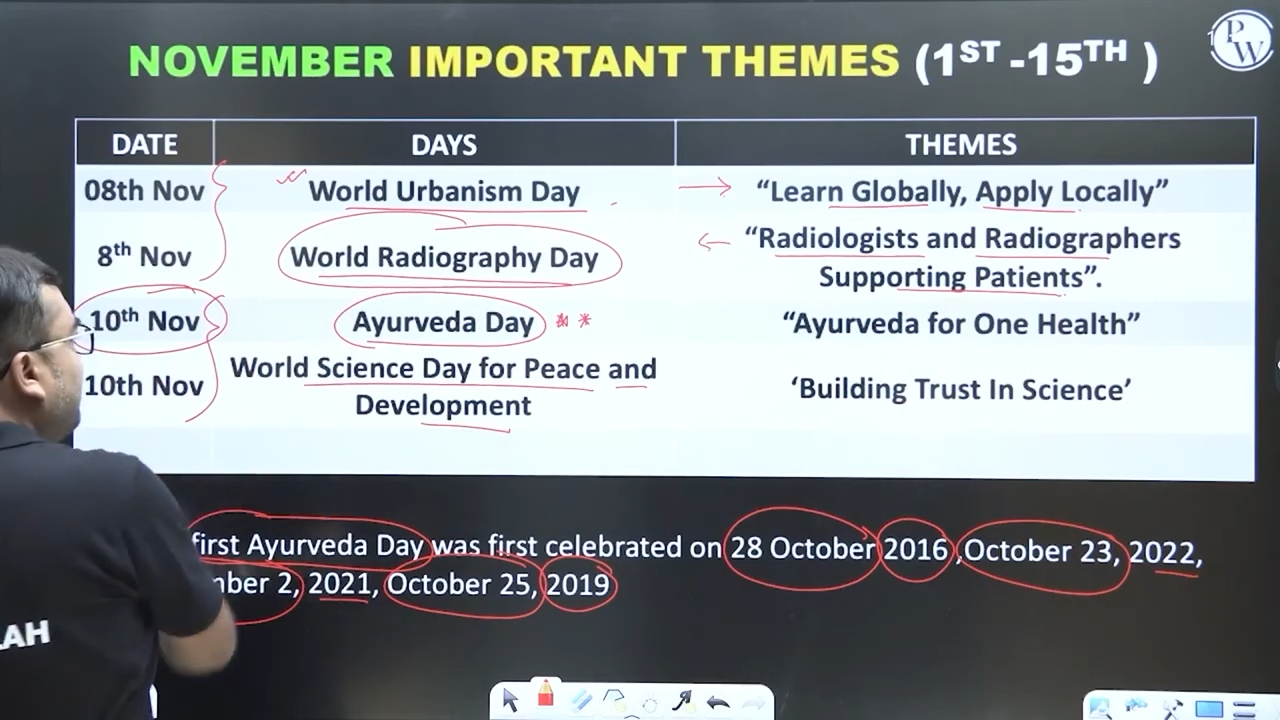 NOVEMBER IMPORTANT THEMES (1ST -15TH )
PW
DATE DAYS THEMES
08th Nov World Urbanism Day “Learn Globally, Apply Locally”
8th Nov World Radiography Day “Radiologists and Radiographers
Supporting Patients”.
10th Nov Ayurveda Day * * “Ayurveda for One Health”
10th Nov World Science Day for Peace and
Development ‘Building Trust In Science’
first Ayurveda Day was first celebrated on 28 October 2016 ,October 23, 2022,
2, 2021, October 25, 2019